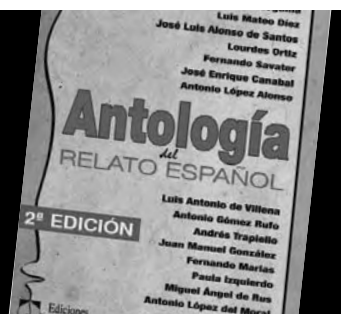 Luis Mateo Díez
José Luis Alonso de Santos
Lourdes Ortiz
Fernando Savater
José Enrique Canabal
Antonio López Alonso
Antología
del
RELATO ESPAÑOL
Luis Antonio de Villena
Antonio Gómez Rufo
Andrés Trapiello
2ª EDICIÓN
Juan Manuel González
Fernando Marías
Paula Izquierdo
Miguel Ángel de Rus
Antonio López del Moral
Ediciones